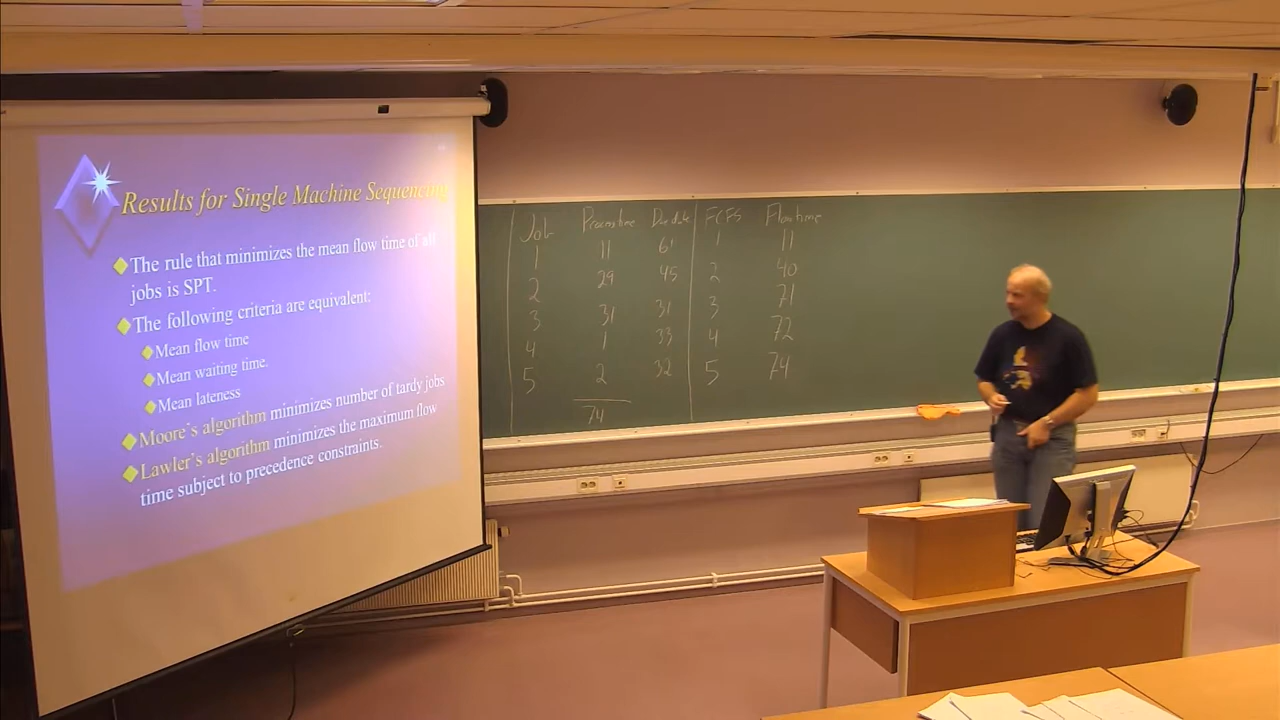 Results for Single Machine Sequencing
The rule that minimizes the mean flow time of all
jobs is SPT.
The following criteria are equivalent:
Mean flow time
Mean waiting time.
Mean lateness
Moore's algorithm minimizes number of tardy jobs
Lawler's algorithm minimizes the maximum flow
time subject to precedence constraints.
Job Process time Due date FCFS Flow time
1 11 61 1 11
2 29 45 2 40
3 31 31 3 71
4 1 33 4 72
5 2 32 5 74
74